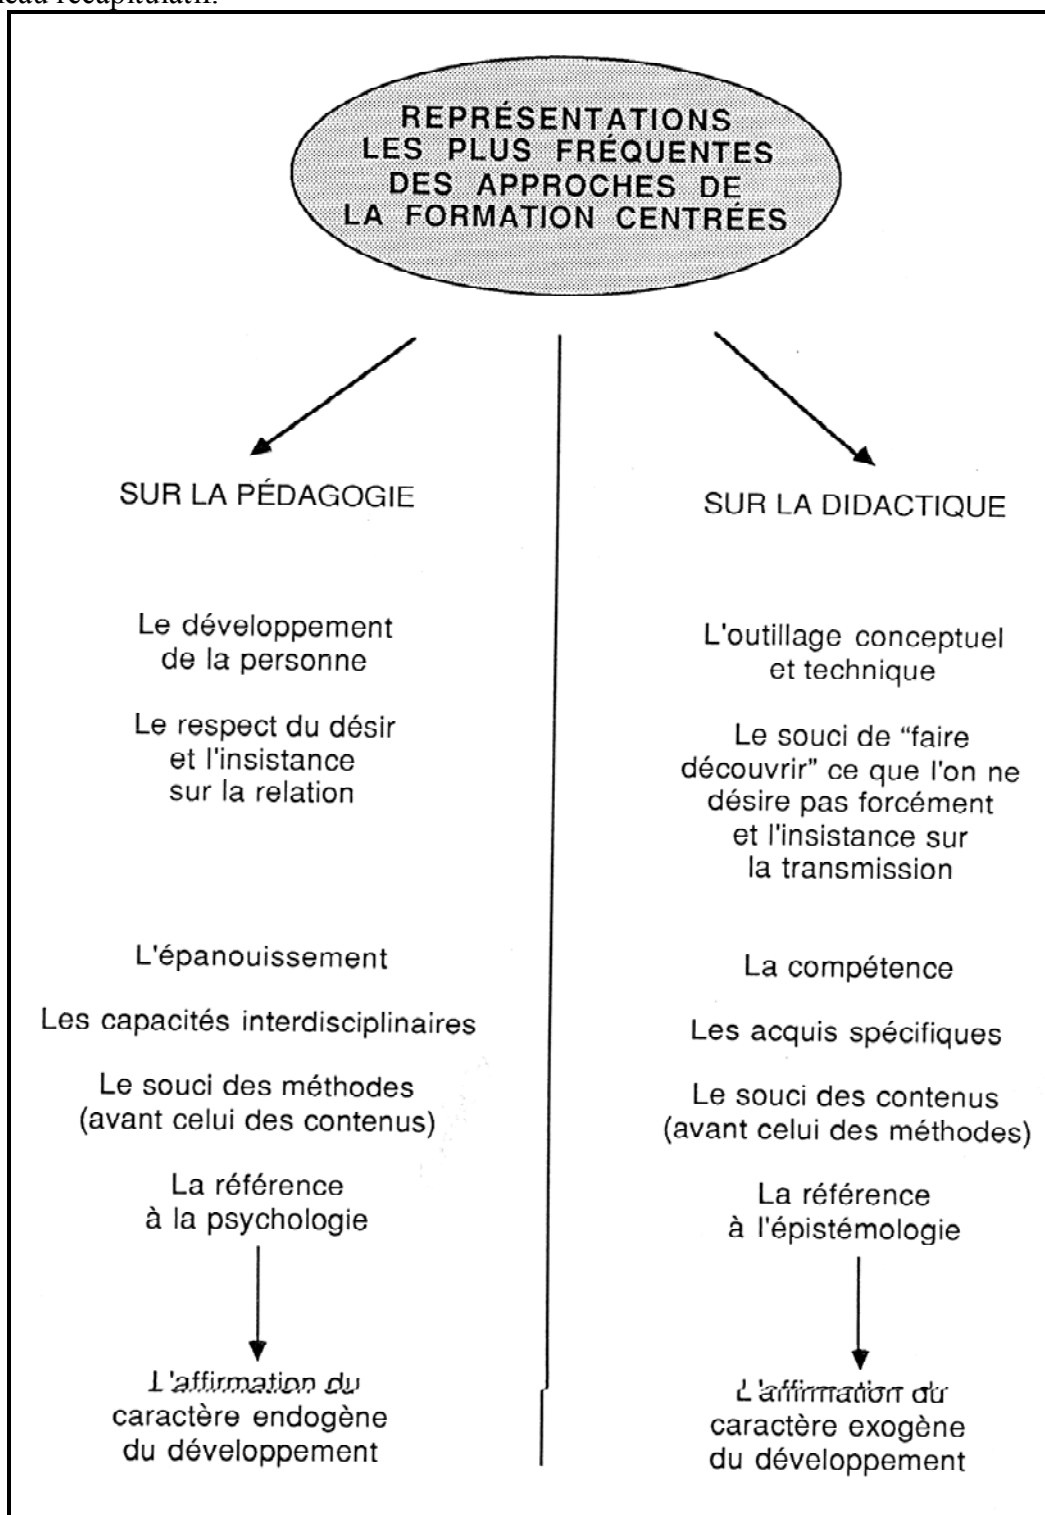 récapitulatif.
REPRÉSENTATIONS
LES PLUS FRÉQUENTES
DES APPROCHES DE
LA FORMATION CENTRÉES
SUR LA PÉDAGOGIE
Le développement
de la personne
Le respect du désir
et l'insistance
sur la relation
L'épanouissement
Les capacités interdisciplinaires
Le souci des méthodes
(avant celui des contenus)
La référence
à la psychologie
L'affirmation du
caractère endogène
du développement
SUR LA DIDACTIQUE
L'outillage conceptuel
et technique
Le souci de “faire
découvrir” ce que l'on ne
désire pas forcément
et l'insistance sur
la transmission
La compétence
Les acquis spécifiques
Le souci des contenus
(avant celui des méthodes)
La référence
à l'épistémologie
L'affirmation du
caractère exogène
du développement